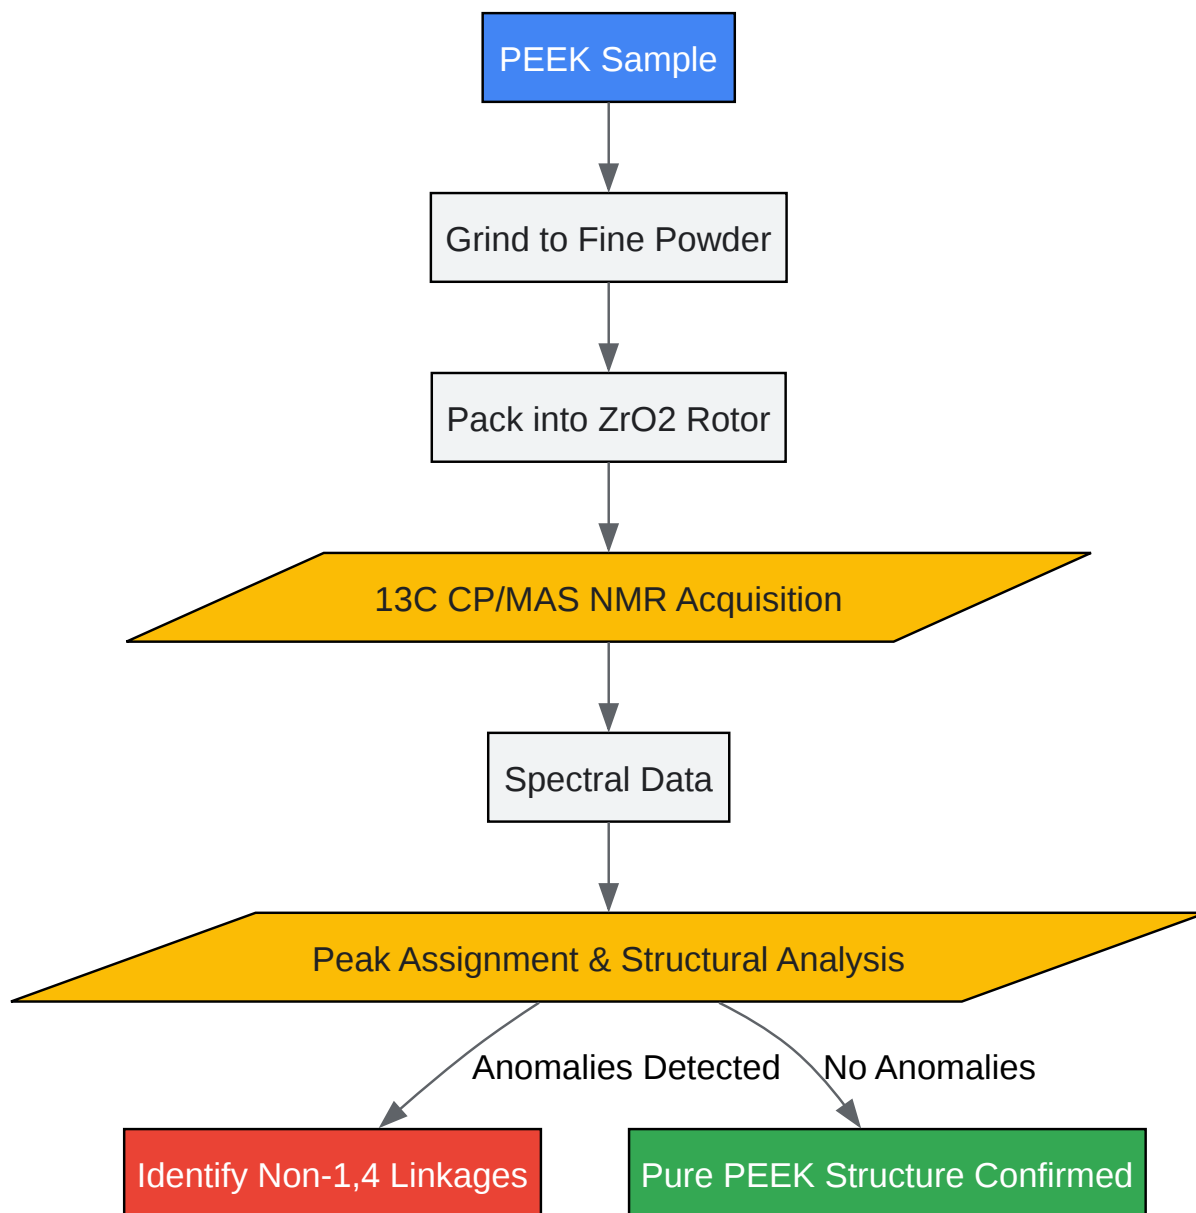 PEEK Sample
Grind to Fine Powder
Pack into ZrO2 Rotor
13C CP/MAS NMR Acquisition
Spectral Data
Peak Assignment & Structural Analysis
Anomalies Detected
No Anomalies
Identify Non-1,4 Linkages
Pure PEEK Structure Confirmed